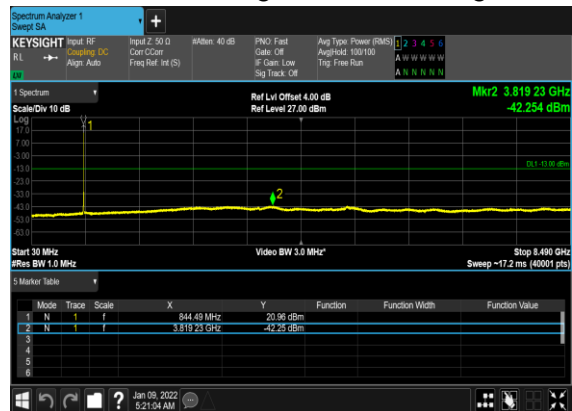 Spectrum Analyzer 1
Swept SA
+
KEYSIGHT Input: RF Input Z: 50 Ω #Atten: 40 dB PNO: Fast Avg Type: Power (RMS) 1 2 3 4 5 6
RL Coupling: DC Corr CCorr Gate: Off Avg|Hold: 100/100 A W W W W W
Align: Auto Freq Ref: Int (S) IF Gain: Low Trig: Free Run
LXI Sig Track: Off A N N N N N
1 Spectrum Ref Lvl Offset 4.00 dB Mkr2 3.819 23 GHz
Scale/Div 10 dB Ref Level 27.00 dBm -42.254 dBm
Log
17.0 1
7.00
-3.00
-13.0 DL1 -13.00 dBm
-23.0
-33.0
-43.0 2
-53.0
-63.0
Start 30 MHz Video BW 3.0 MHz* Stop 8.490 GHz
#Res BW 1.0 MHz Sweep ~17.2 ms (40001 pts)
5 Marker Table
Mode Trace Scale X Y Function Function Width Function Value
1 N 1 f 844.49 MHz 20.96 dBm
2 N 1 f 3.819 23 GHz -42.25 dBm
3
4
5
6
? Jan 09, 2022
5:21:04 AM